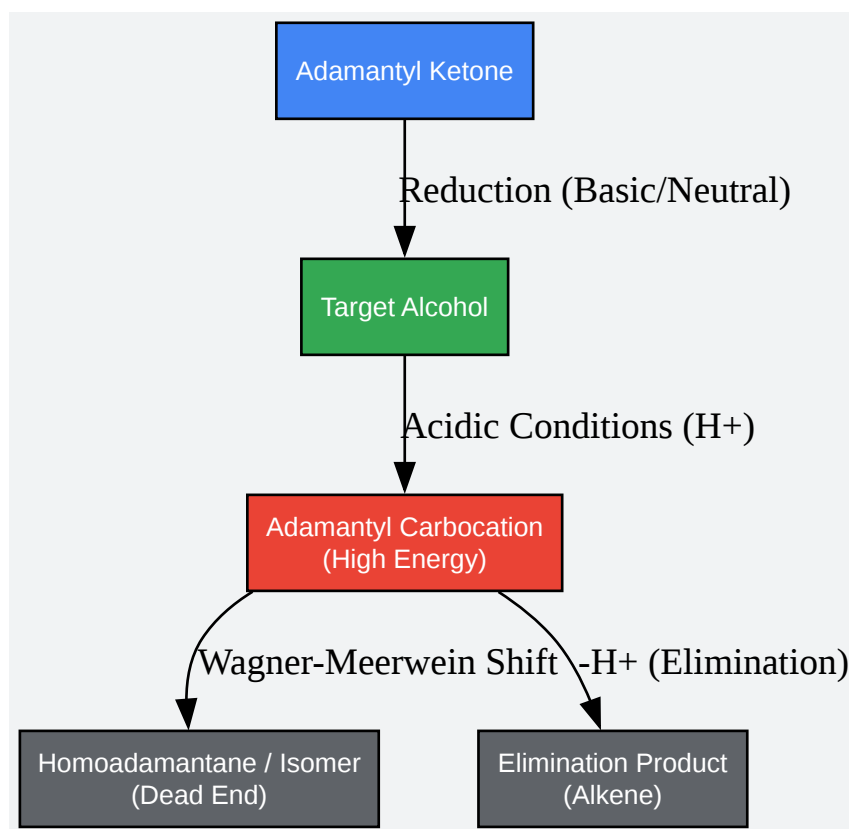 Adamantyl Ketone
Reduction (Basic/Neutral)
Target Alcohol
Acidic Conditions (H+)
Adamantyl Carbocation
(High Energy)
Wagner-Meerwein Shift
-H+ (Elimination)
Homoadamantane / Isomer
(Dead End)
Elimination Product
(Alkene)